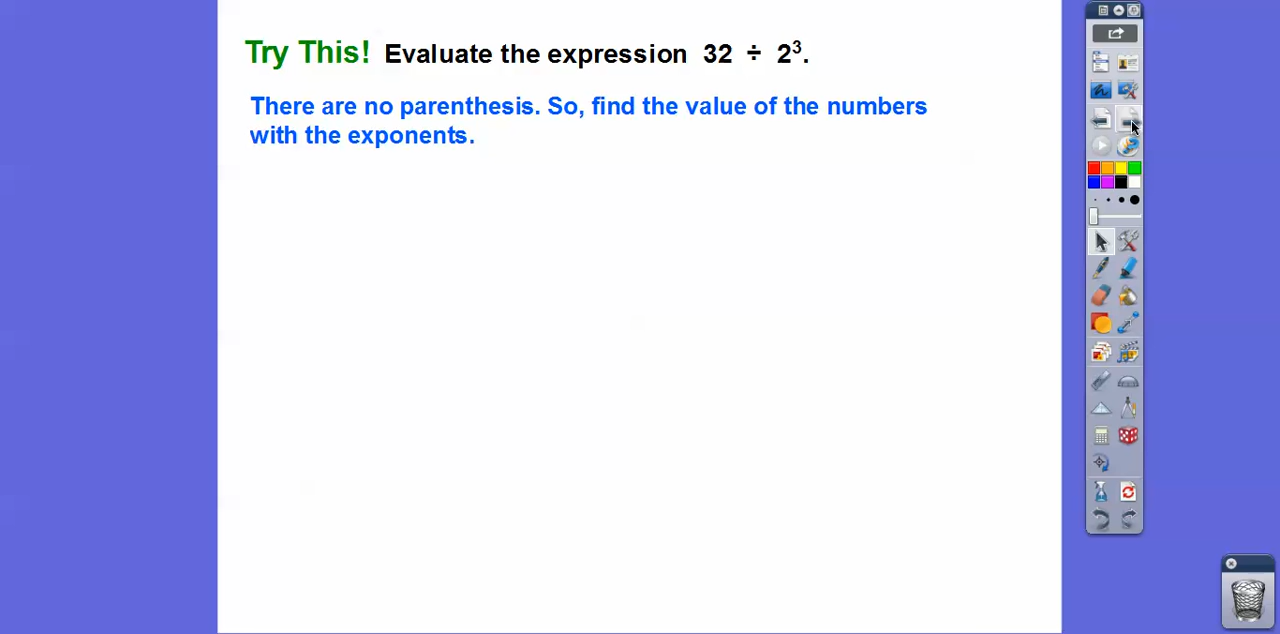 Try This! Evaluate the expression 32 ÷ 2³.
There are no parenthesis. So, find the value of the numbers
with the exponents.